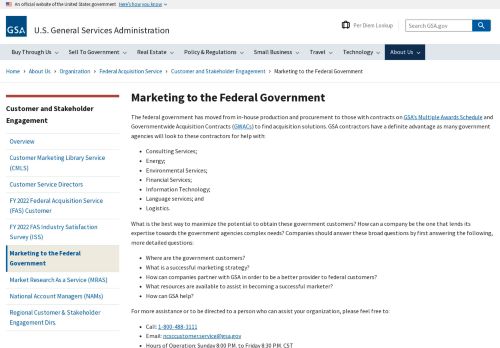 An official website of the United States government Here's how you know
GSA
U.S. General Services Administration
Per Diem Lookup
Search GSA.gov
Buy Through Us
Sell To Government
Real Estate
Policy & Regulations
Small Business
Travel
Technology
About Us
Home › About Us › Organization › Federal Acquisition Service › Customer and Stakeholder Engagement › Marketing to the Federal Government
Customer and Stakeholder
Engagement
Overview
Customer Marketing Library Service
(CMLS)
Customer Service Directors
FY 2022 Federal Acquisition Service
(FAS) Customer
FY 2022 FAS Industry Satisfaction
Survey (ISS)
Marketing to the Federal
Government
Market Research As a Service (MRAS)
National Account Managers (NAMs)
Regional Customer & Stakeholder
Engagement Dirs.
Marketing to the Federal Government
The federal government has moved from in-house production and procurement to those with contracts on GSA's Multiple Awards Schedule and
Governmentwide Acquisition Contracts (GWACs) to find acquisition solutions. GSA contractors have a definite advantage as many government
agencies will look to these contractors for help with:
• Consulting Services;
• Energy;
• Environmental Services;
• Financial Services;
• Information Technology;
• Language services; and
• Logistics.
What is the best way to maximize the potential to obtain these government customers? How can a company be the one that lends its
expertise towards the government agencies complex needs? Companies should answer these broad questions by first answering the following,
more detailed questions:
• Where are the government customers?
• What is a successful marketing strategy?
• How can companies partner with GSA in order to be a better provider to federal customers?
• What resources are available to assist in becoming a successful marketer?
• How can GSA help?
For more assistance or to be directed to a person who can assist your organization, please feel free to:
• Call: 1-800-488-3111
• Email: ncsccustomer.service@gsa.gov
• Hours of Operation: Sunday 8:00 P.M. to Friday 8:30 P.M. CST